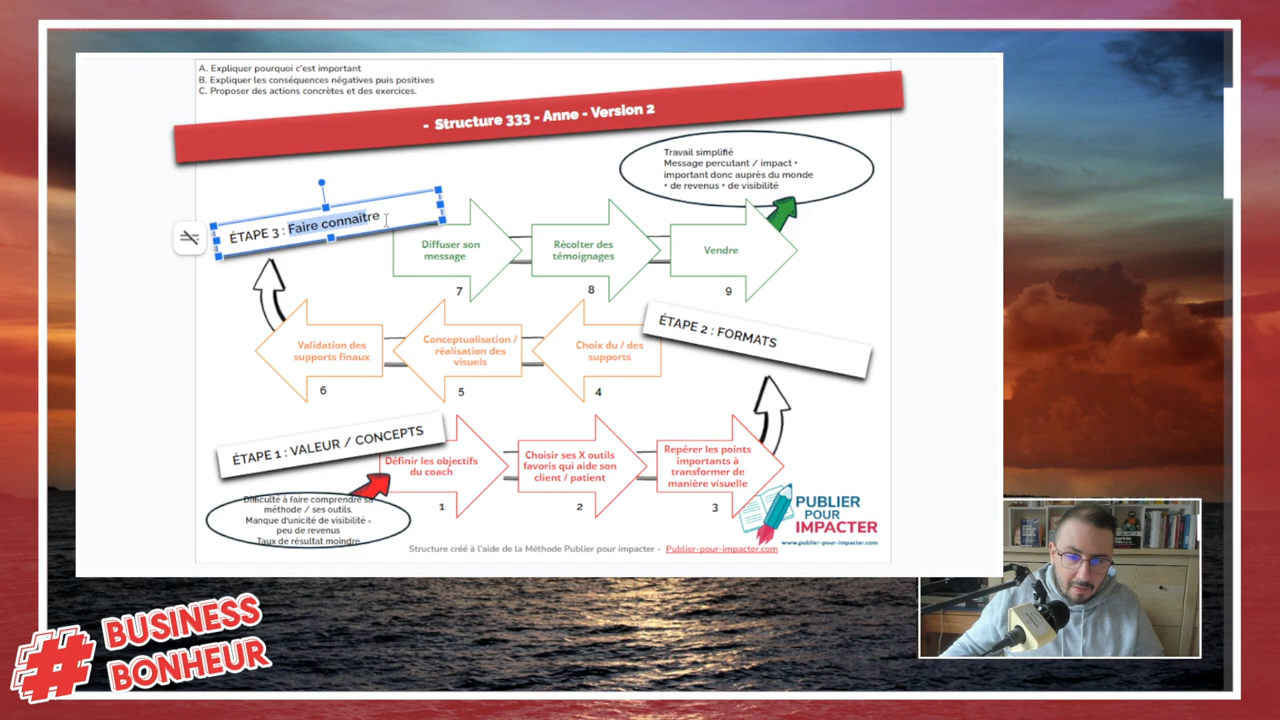 A. Expliquer pourquoi c'est important
B. Expliquer les conséquences négatives puis positives
C. Proposer des actions concrètes et des exercices.
- Structure 333 - Anne - Version 2
Travail simplifié
Message percutant / impact +
important donc auprès du monde
+ de revenus + de visibilité
ÉTAPE 3 : Faire connaître
Diffuser son
message
7
Récolter des
témoignages
8
Vendre
9
ÉTAPE 2 : FORMATS
Validation des
supports finaux
6
Conceptualisation /
réalisation des
visuels
5
Choix du / des
supports
4
ÉTAPE 1 : VALEUR / CONCEPTS
Définir les objectifs
du coach
1
Choisir ses X outils
favoris qui aide son
client / patient
2
Repérer les points
importants à
transformer de
manière visuelle
3
Difficulté à faire comprendre sa
méthode / ses outils.
Manque d'unicité de visibilité =
peu de revenus
Taux de résultat moindre
PUBLIER
POUR
IMPACTER
www.publier-pour-impacter.com
Structure créé à l'aide de la Méthode Publier pour impacter - Publier-pour-impacter.com
# BUSINESS
BONHEUR